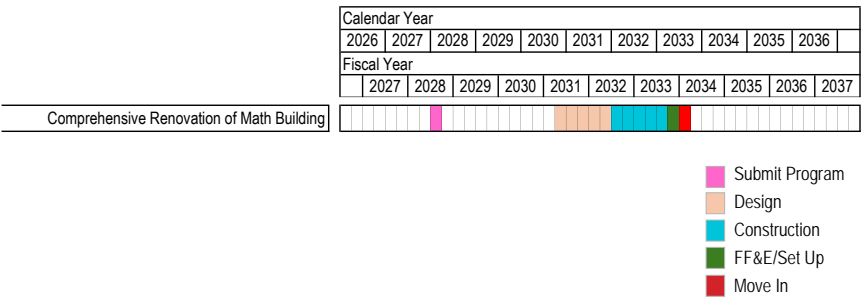 Calendar Year
2026 2027 2028 2029 2030 2031 2032 2033 2034 2035 2036
Fiscal Year
2027 2028 2029 2030 2031 2032 2033 2034 2035 2036 2037
Comprehensive Renovation of Math Building
Submit Program
Design
Construction
FF&E/Set Up
Move In